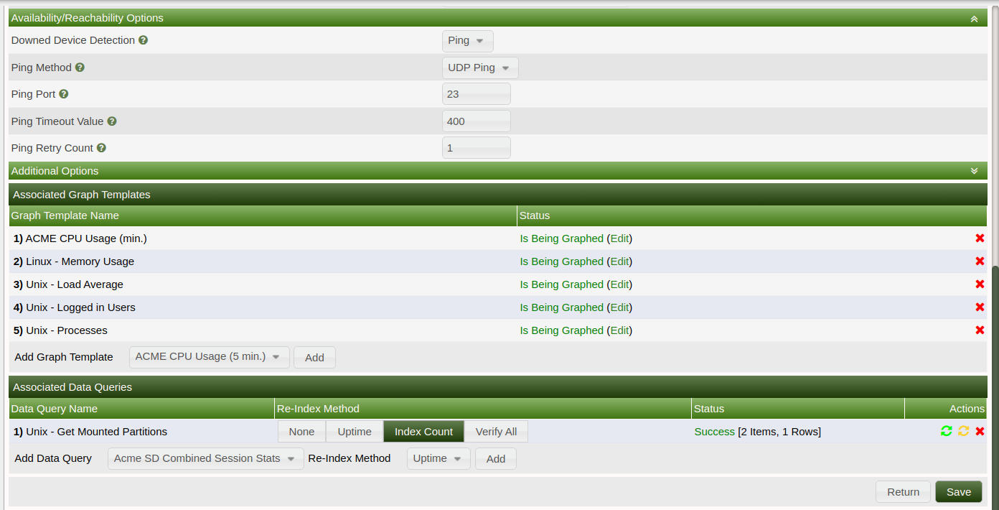 Availability/Reachability Options
Downed Device Detection Ping
Ping Method UDP Ping
Ping Port 23
Ping Timeout Value 400
Ping Retry Count 1
Additional Options
Associated Graph Templates
Graph Template Name Status
1) ACME CPU Usage (min.) Is Being Graphed (Edit)
2) Linux - Memory Usage Is Being Graphed (Edit)
3) Unix - Load Average Is Being Graphed (Edit)
4) Unix - Logged in Users Is Being Graphed (Edit)
5) Unix - Processes Is Being Graphed (Edit)
Add Graph Template ACME CPU Usage (5 min.) Add
Associated Data Queries
Data Query Name Re-Index Method Status Actions
1) Unix - Get Mounted Partitions None Uptime Index Count Verify All Success [2 Items, 1 Rows]
Add Data Query Acme SD Combined Session Stats Re-Index Method Uptime Add
Return Save